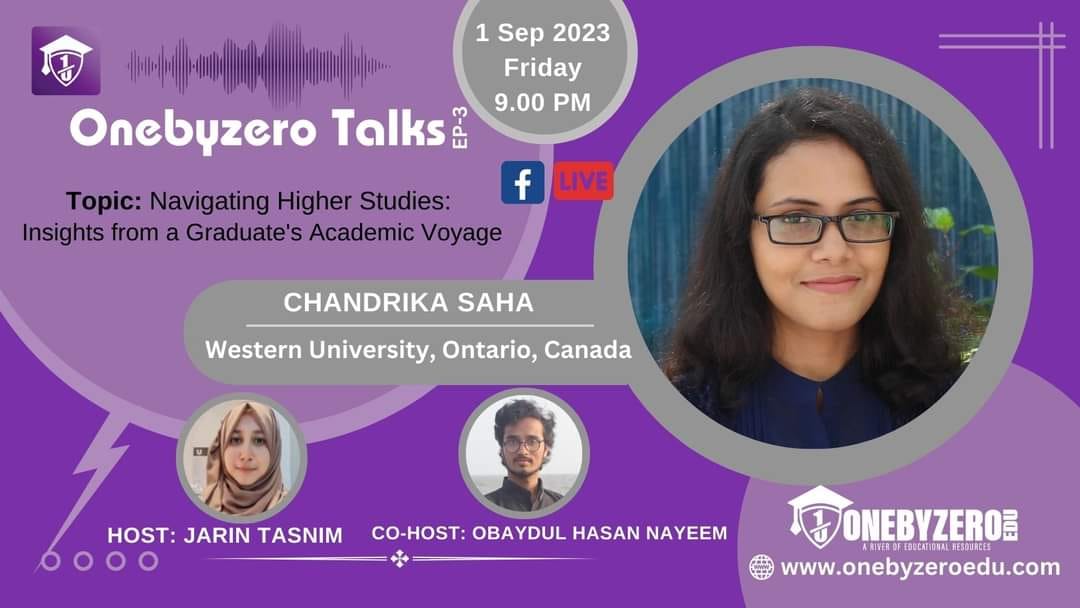 1 Sep 2023
Friday
9.00 PM
Onebyzero Talks
EP-3
f LIVE
Topic: Navigating Higher Studies:
Insights from a Graduate's Academic Voyage
CHANDRIKA SAHA
Western University, Ontario, Canada
U
HOST: JARIN TASNIM
CO-HOST: OBAYDUL HASAN NAYEEM
ONEBYZERO EDU
A RIVER OF EDUCATIONAL RESOURCES
www.onebyzeroedu.com